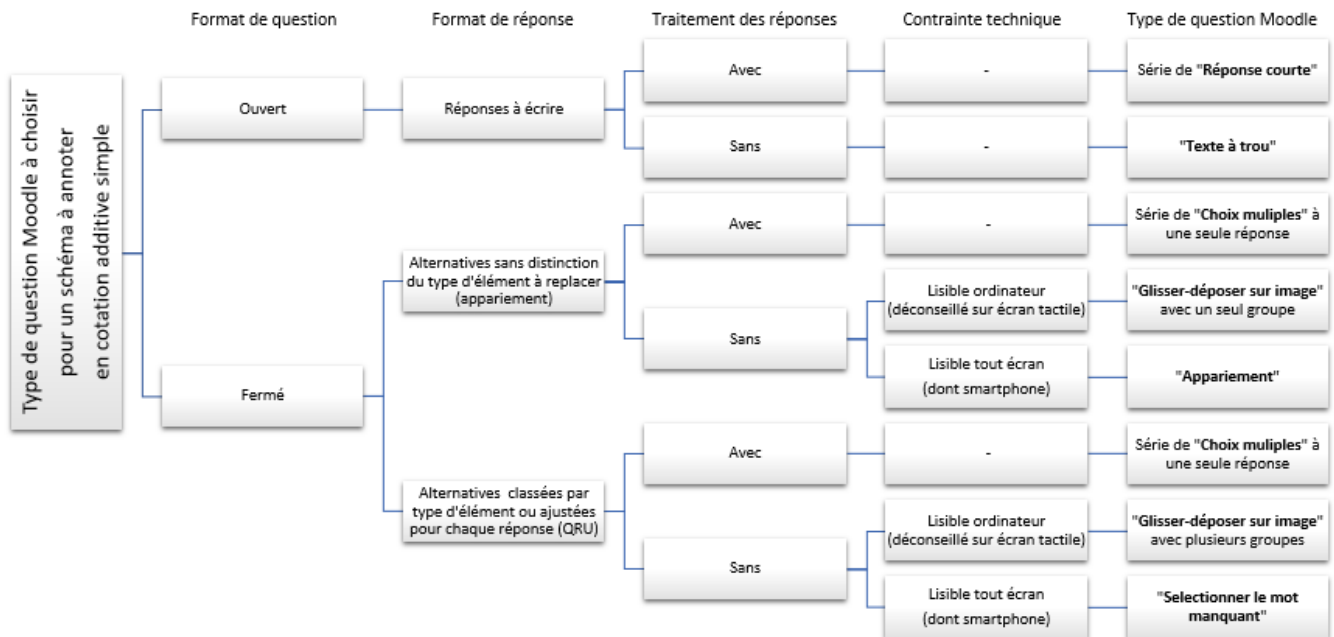 Format de question
Format de réponse
Traitement des réponses
Contrainte technique
Type de question Moodle
Type de question Moodle à choisir
pour un schéma à annoter
en cotation additive simple
Ouvert
Réponses à écrire
Avec
-
Série de "Réponse courte"
Sans
-
"Texte à trou"
Fermé
Alternatives sans distinction
du type d'élément à replacer
(appariement)
Avec
-
Série de "Choix muliples" à
une seule réponse
Sans
Lisible ordinateur
(déconseillé sur écran tactile)
"Glisser-déposer sur image"
avec un seul groupe
Lisible tout écran
(dont smartphone)
"Appariement"
Alternatives classées par
type d'élément ou ajustées
pour chaque réponse (QRU)
Avec
-
Série de "Choix muliples" à
une seule réponse
Sans
Lisible ordinateur
(déconseillé sur écran tactile)
"Glisser-déposer sur image"
avec plusieurs groupes
Lisible tout écran
(dont smartphone)
"Selectionner le mot
manquant"